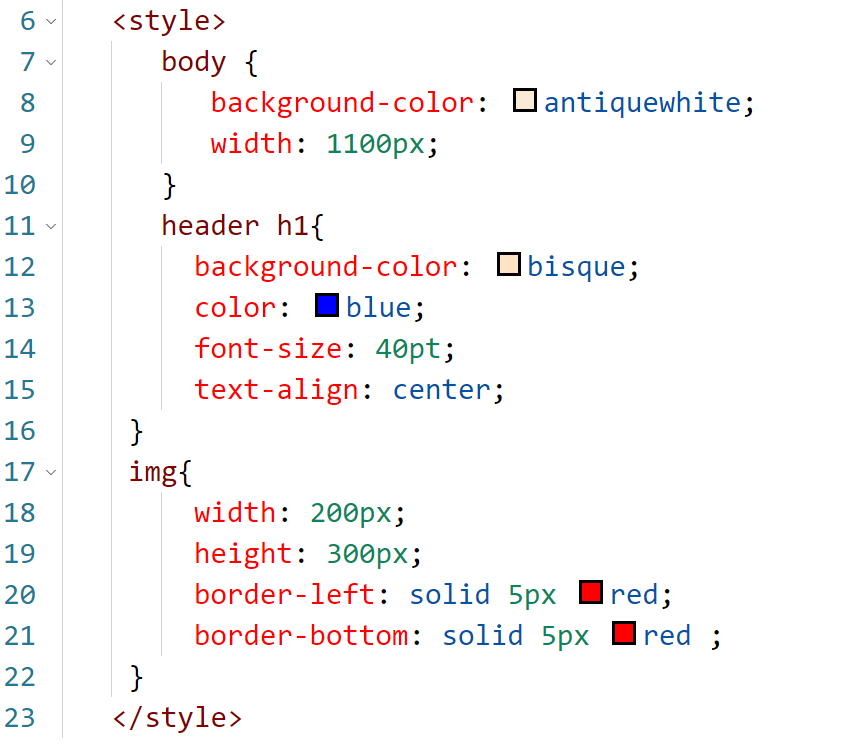 6 <style>
7 body {
8 background-color: antiquewhite;
9 width: 1100px;
10 }
11 header h1{
12 background-color: bisque;
13 color: blue;
14 font-size: 40pt;
15 text-align: center;
16 }
17 img{
18 width: 200px;
19 height: 300px;
20 border-left: solid 5px red;
21 border-bottom: solid 5px red ;
22 }
23 </style>